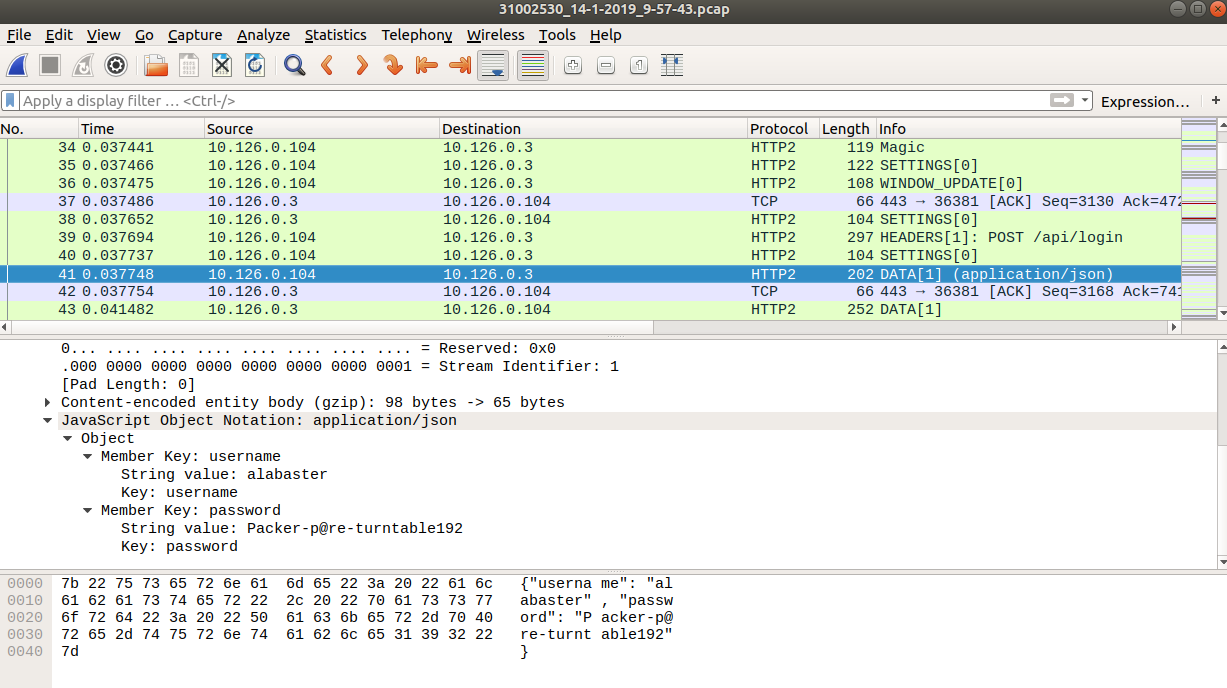 31002530_14-1-2019_9-57-43.pcap
File Edit View Go Capture Analyze Statistics Telephony Wireless Tools Help
Apply a display filter … <Ctrl-/> Expression… +
No. Time Source Destination Protocol Length Info
34 0.037441 10.126.0.104 10.126.0.3 HTTP2 119 Magic
35 0.037466 10.126.0.104 10.126.0.3 HTTP2 122 SETTINGS[0]
36 0.037475 10.126.0.104 10.126.0.3 HTTP2 108 WINDOW_UPDATE[0]
37 0.037486 10.126.0.3 10.126.0.104 TCP 66 443 → 36381 [ACK] Seq=3130 Ack=472
38 0.037652 10.126.0.3 10.126.0.104 HTTP2 104 SETTINGS[0]
39 0.037694 10.126.0.104 10.126.0.3 HTTP2 297 HEADERS[1]: POST /api/login
40 0.037737 10.126.0.104 10.126.0.3 HTTP2 104 SETTINGS[0]
41 0.037748 10.126.0.104 10.126.0.3 HTTP2 202 DATA[1] (application/json)
42 0.037754 10.126.0.3 10.126.0.104 TCP 66 443 → 36381 [ACK] Seq=3168 Ack=741
43 0.041482 10.126.0.3 10.126.0.104 HTTP2 252 DATA[1]
0... .... .... .... .... .... .... .... = Reserved: 0x0
.000 0000 0000 0000 0000 0000 0000 0001 = Stream Identifier: 1
[Pad Length: 0]
Content-encoded entity body (gzip): 98 bytes -> 65 bytes
JavaScript Object Notation: application/json
Object
Member Key: username
String value: alabaster
Key: username
Member Key: password
String value: Packer-p@re-turntable192
Key: password
0000 7b 22 75 73 65 72 6e 61 6d 65 22 3a 20 22 61 6c {"userna me": "al
0010 61 62 61 73 74 65 72 22 2c 20 22 70 61 73 73 77 abaster" , "passw
0020 6f 72 64 22 3a 20 22 50 61 63 6b 65 72 2d 70 40 ord": "P acker-p@
0030 72 65 2d 74 75 72 6e 74 61 62 6c 65 31 39 32 22 re-turnt able192"
0040 7d }